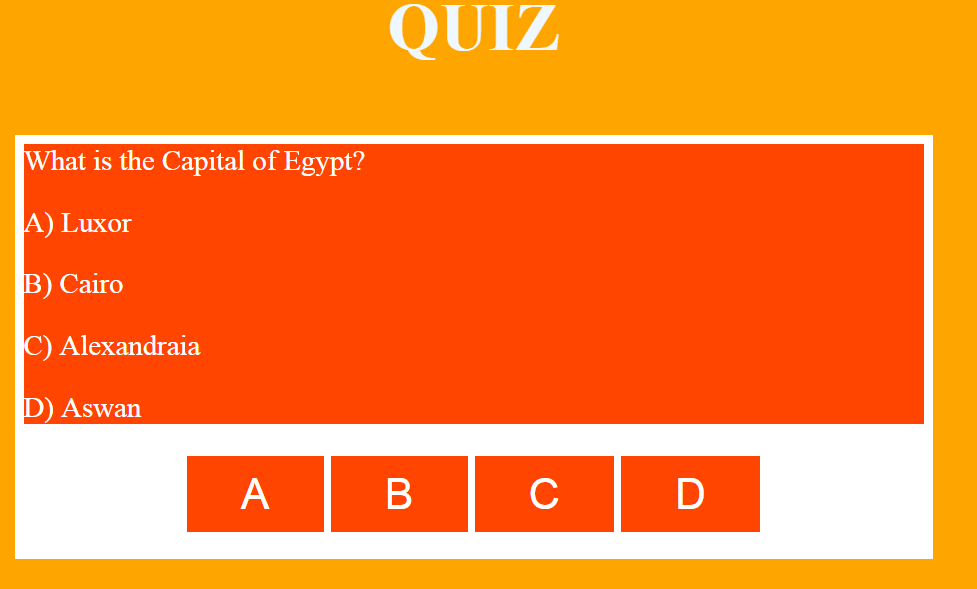 QUIZ
What is the Capital of Egypt?
A) Luxor
B) Cairo
C) Alexandraia
D) Aswan
A B C D